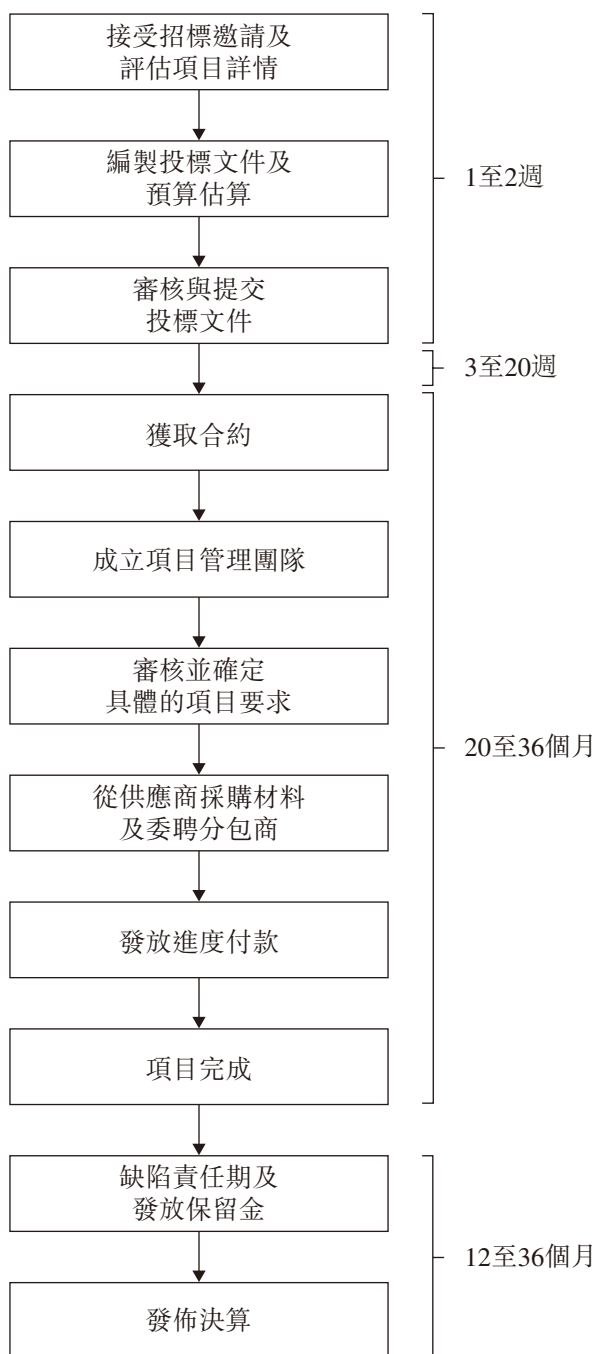 接受招標邀請及
評估項目詳情
1至2週
編製投標文件及
預算估算
審核與提交
投標文件
3至20週
獲取合約
成立項目管理團隊
審核並確定
具體的項目要求
20至36個月
從供應商採購材料
及委聘分包商
發放進度付款
項目完成
缺陷責任期及
發放保留金
12至36個月
發佈決算